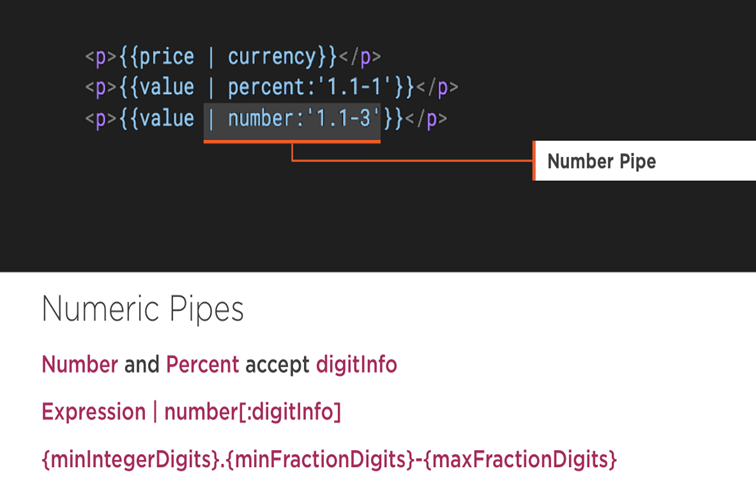 <p>{{price | currency}}</p>
<p>{{value | percent:'1.1-1'}}</p>
<p>{{value | number:'1.1-3'}}</p>
Number Pipe
Numeric Pipes
Number and Percent accept digitInfo
Expression | number[:digitInfo]
{minIntegerDigits}.{minFractionDigits}-{maxFractionDigits}